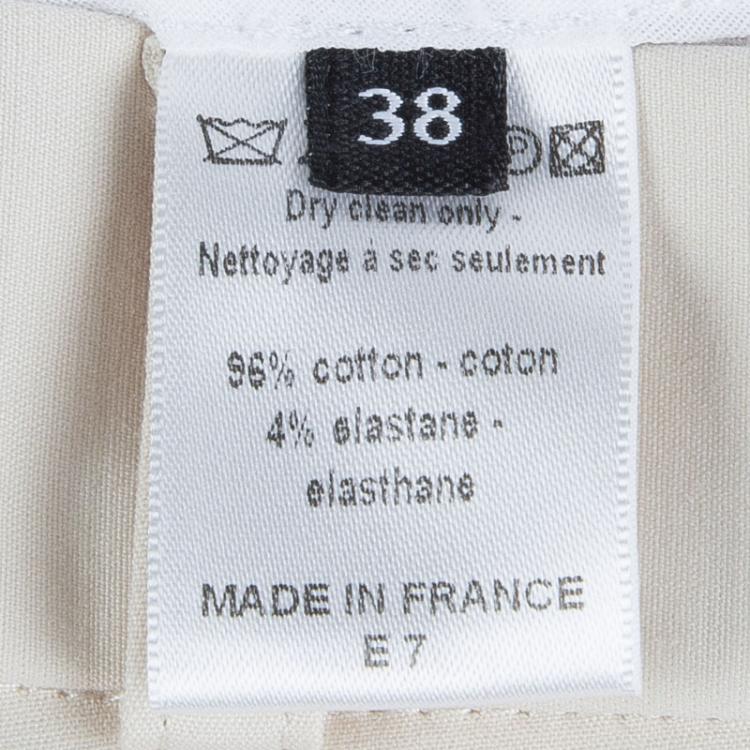 38
P
Dry clean only -
Nettoyage à sec seulement
96% cotton - coton
4% elastane -
elasthane
MADE IN FRANCE
E 7